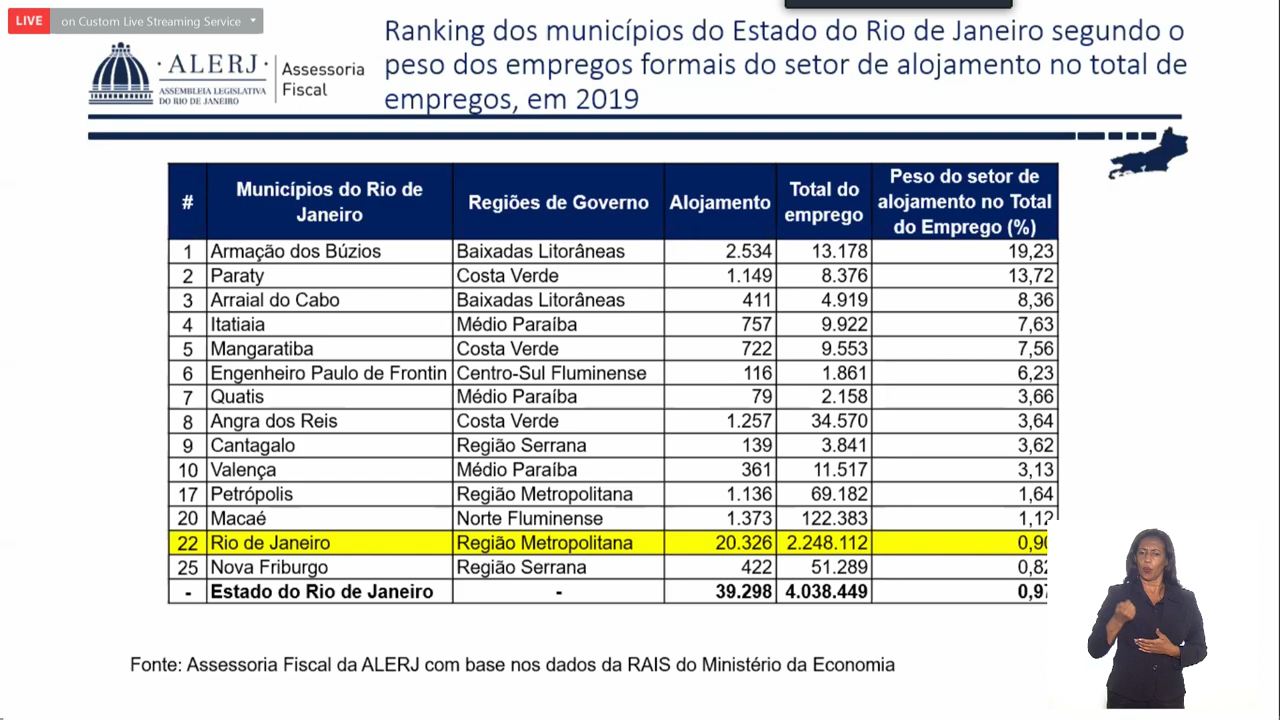 LIVE on Custom Live Streaming Service
Ranking dos municípios do Estado do Rio de Janeiro segundo o
peso dos empregos formais do setor de alojamento no total de
empregos, em 2019
·ALERJ·
ASSEMBLEIA LEGISLATIVA
DO RIO DE JANEIRO
Assessoria
Fiscal
# Municípios do Rio de Janeiro Regiões de Governo Alojamento Total do emprego Peso do setor de alojamento no Total do Emprego (%)
1 Armação dos Búzios Baixadas Litorâneas 2.534 13.178 19,23
2 Paraty Costa Verde 1.149 8.376 13,72
3 Arraial do Cabo Baixadas Litorâneas 411 4.919 8,36
4 Itatiaia Médio Paraíba 757 9.922 7,63
5 Mangaratiba Costa Verde 722 9.553 7,56
6 Engenheiro Paulo de Frontin Centro-Sul Fluminense 116 1.861 6,23
7 Quatis Médio Paraíba 79 2.158 3,66
8 Angra dos Reis Costa Verde 1.257 34.570 3,64
9 Cantagalo Região Serrana 139 3.841 3,62
10 Valença Médio Paraíba 361 11.517 3,13
17 Petrópolis Região Metropolitana 1.136 69.182 1,64
20 Macaé Norte Fluminense 1.373 122.383 1,12
22 Rio de Janeiro Região Metropolitana 20.326 2.248.112 0,90
25 Nova Friburgo Região Serrana 422 51.289 0,82
- Estado do Rio de Janeiro - 39.298 4.038.449 0,97
Fonte: Assessoria Fiscal da ALERJ com base nos dados da RAIS do Ministério da Economia